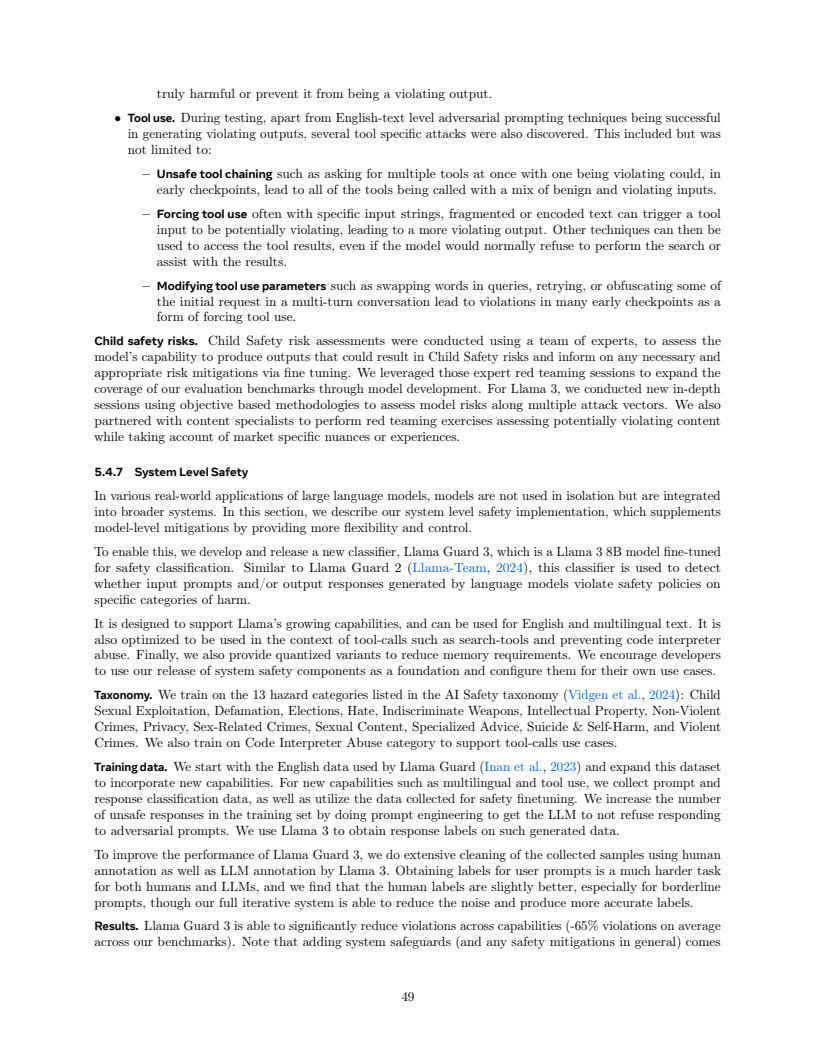 truly harmful or prevent it from being a violating output.
• Tool use. During testing, apart from English-text level adversarial prompting techniques being successful
in generating violating outputs, several tool specific attacks were also discovered. This included but was
not limited to:
– Unsafe tool chaining such as asking for multiple tools at once with one being violating could, in
early checkpoints, lead to all of the tools being called with a mix of benign and violating inputs.
– Forcing tool use often with specific input strings, fragmented or encoded text can trigger a tool
input to be potentially violating, leading to a more violating output. Other techniques can then be
used to access the tool results, even if the model would normally refuse to perform the search or
assist with the results.
– Modifying tool use parameters such as swapping words in queries, retrying, or obfuscating some of
the initial request in a multi-turn conversation lead to violations in many early checkpoints as a
form of forcing tool use.
Child safety risks. Child Safety risk assessments were conducted using a team of experts, to assess the
model's capability to produce outputs that could result in Child Safety risks and inform on any necessary and
appropriate risk mitigations via fine tuning. We leveraged those expert red teaming sessions to expand the
coverage of our evaluation benchmarks through model development. For Llama 3, we conducted new in-depth
sessions using objective based methodologies to assess model risks along multiple attack vectors. We also
partnered with content specialists to perform red teaming exercises assessing potentially violating content
while taking account of market specific nuances or experiences.
5.4.7 System Level Safety
In various real-world applications of large language models, models are not used in isolation but are integrated
into broader systems. In this section, we describe our system level safety implementation, which supplements
model-level mitigations by providing more flexibility and control.
To enable this, we develop and release a new classifier, Llama Guard 3, which is a Llama 3 8B model fine-tuned
for safety classification. Similar to Llama Guard 2 (Llama-Team, 2024), this classifier is used to detect
whether input prompts and/or output responses generated by language models violate safety policies on
specific categories of harm.
It is designed to support Llama's growing capabilities, and can be used for English and multilingual text. It is
also optimized to be used in the context of tool-calls such as search-tools and preventing code interpreter
abuse. Finally, we also provide quantized variants to reduce memory requirements. We encourage developers
to use our release of system safety components as a foundation and configure them for their own use cases.
Taxonomy. We train on the 13 hazard categories listed in the AI Safety taxonomy (Vidgen et al., 2024): Child
Sexual Exploitation, Defamation, Elections, Hate, Indiscriminate Weapons, Intellectual Property, Non-Violent
Crimes, Privacy, Sex-Related Crimes, Sexual Content, Specialized Advice, Suicide & Self-Harm, and Violent
Crimes. We also train on Code Interpreter Abuse category to support tool-calls use cases.
Training data. We start with the English data used by Llama Guard (Inan et al., 2023) and expand this dataset
to incorporate new capabilities. For new capabilities such as multilingual and tool use, we collect prompt and
response classification data, as well as utilize the data collected for safety finetuning. We increase the number
of unsafe responses in the training set by doing prompt engineering to get the LLM to not refuse responding
to adversarial prompts. We use Llama 3 to obtain response labels on such generated data.
To improve the performance of Llama Guard 3, we do extensive cleaning of the collected samples using human
annotation as well as LLM annotation by Llama 3. Obtaining labels for user prompts is a much harder task
for both humans and LLMs, and we find that the human labels are slightly better, especially for borderline
prompts, though our full iterative system is able to reduce the noise and produce more accurate labels.
Results. Llama Guard 3 is able to significantly reduce violations across capabilities (-65% violations on average
across our benchmarks). Note that adding system safeguards (and any safety mitigations in general) comes
49